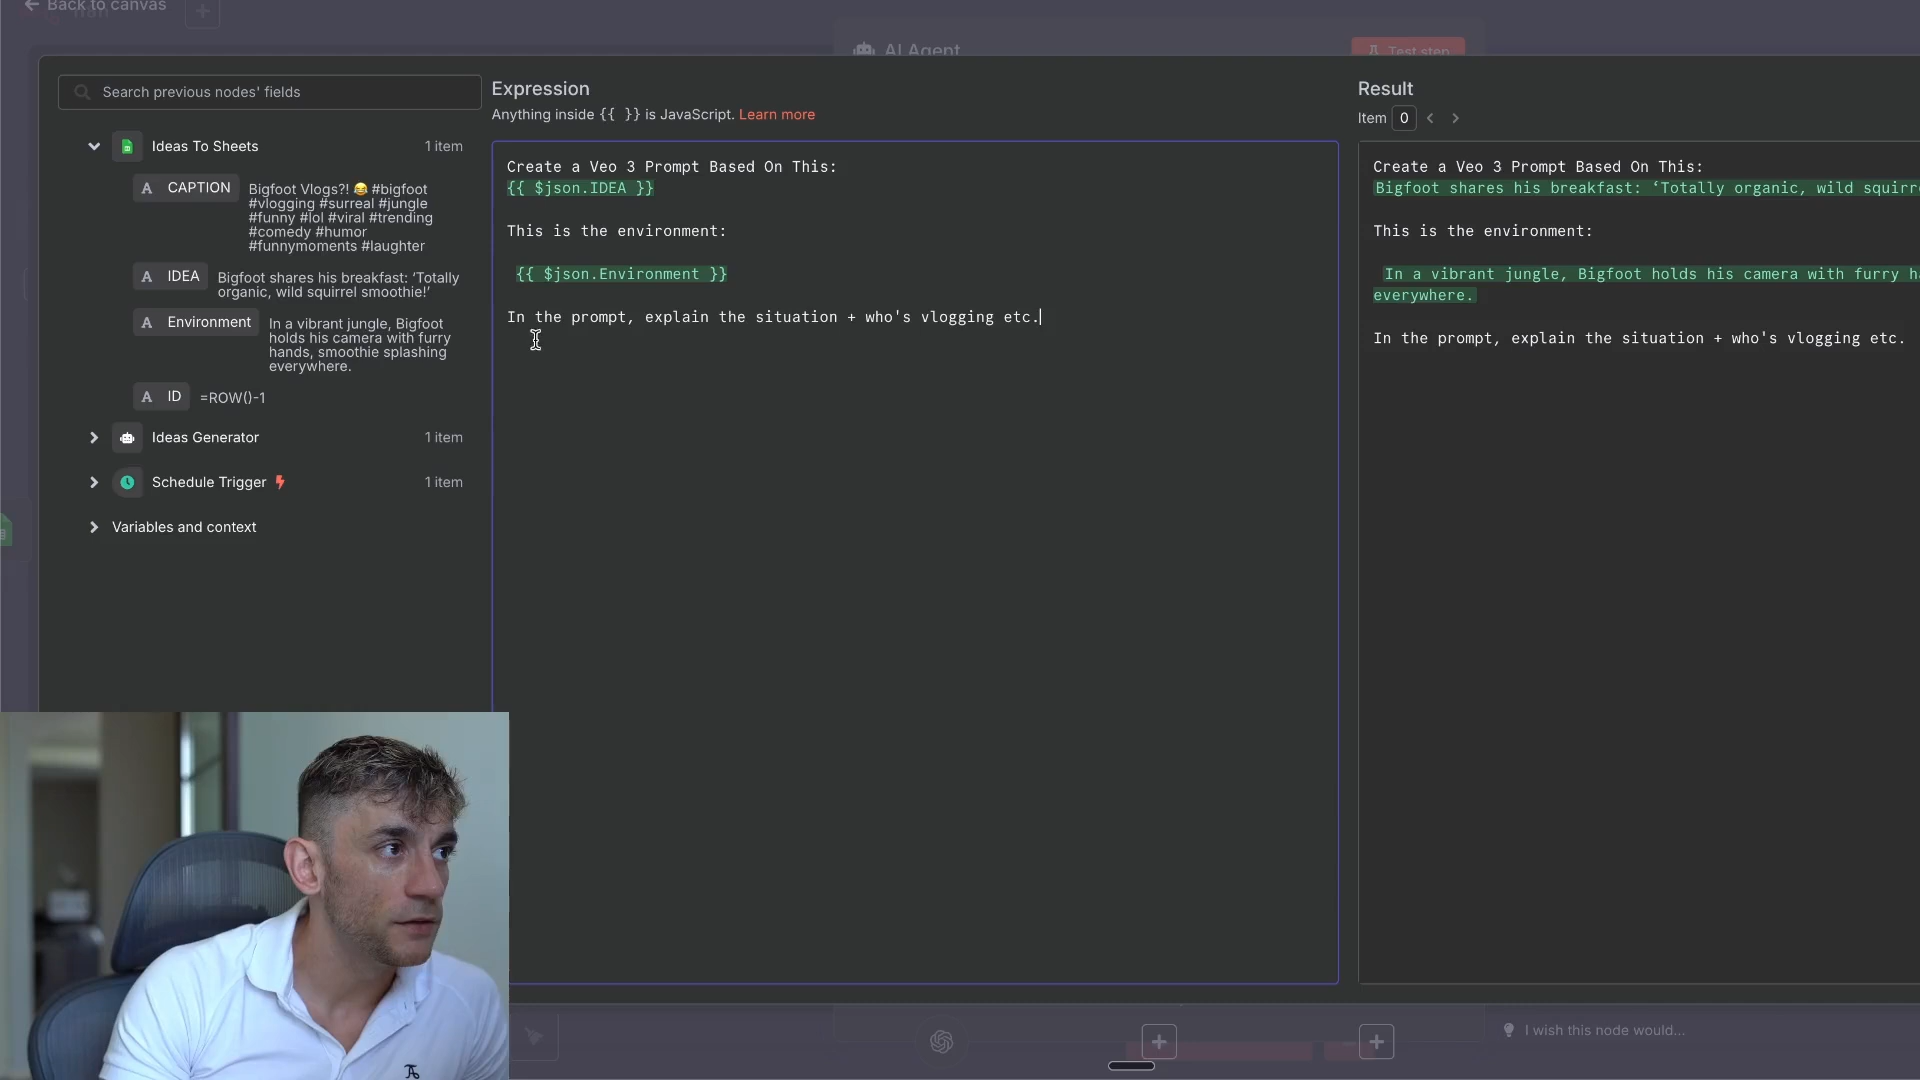 Back to canvas
AI Agent
Test step
Search previous nodes' fields
Ideas To Sheets 1 item
A CAPTION Bigfoot Vlogs?! 😂 #bigfoot
#vlogging #surreal #jungle
#funny #lol #viral #trending
#comedy #humor
#funnymoments #laughter
A IDEA Bigfoot shares his breakfast: ‘Totally
organic, wild squirrel smoothie!’
A Environment In a vibrant jungle, Bigfoot
holds his camera with furry
hands, smoothie splashing
everywhere.
A ID =ROW()-1
Ideas Generator 1 item
Schedule Trigger 1 item
Variables and context
Expression
Anything inside {{ }} is JavaScript. Learn more
Create a Veo 3 Prompt Based On This:
{{ $json.IDEA }}
This is the environment:
{{ $json.Environment }}
In the prompt, explain the situation + who's vlogging etc.
Result
Item 0
Create a Veo 3 Prompt Based On This:
Bigfoot shares his breakfast: ‘Totally organic, wild squirr
This is the environment:
In a vibrant jungle, Bigfoot holds his camera with furry h
everywhere.
In the prompt, explain the situation + who's vlogging etc.
I wish this node would...